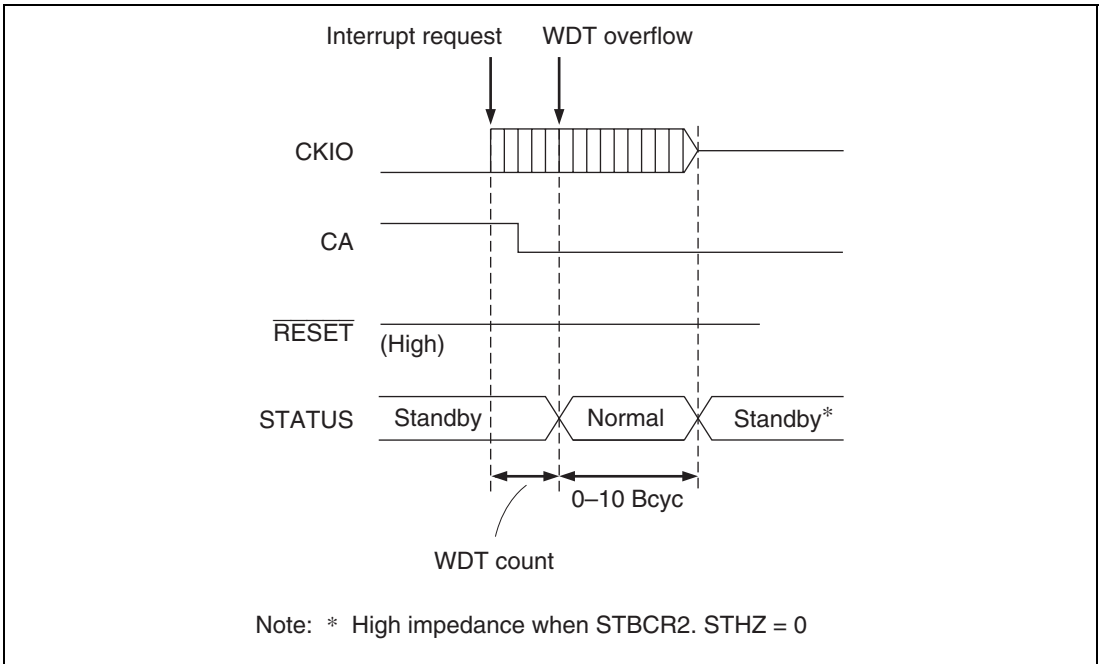 Interrupt request WDT overflow
CKIO
CA
RESET
(High)
STATUS Standby Normal Standby*
0–10 Bcyc
WDT count
Note: * High impedance when STBCR2. STHZ = 0